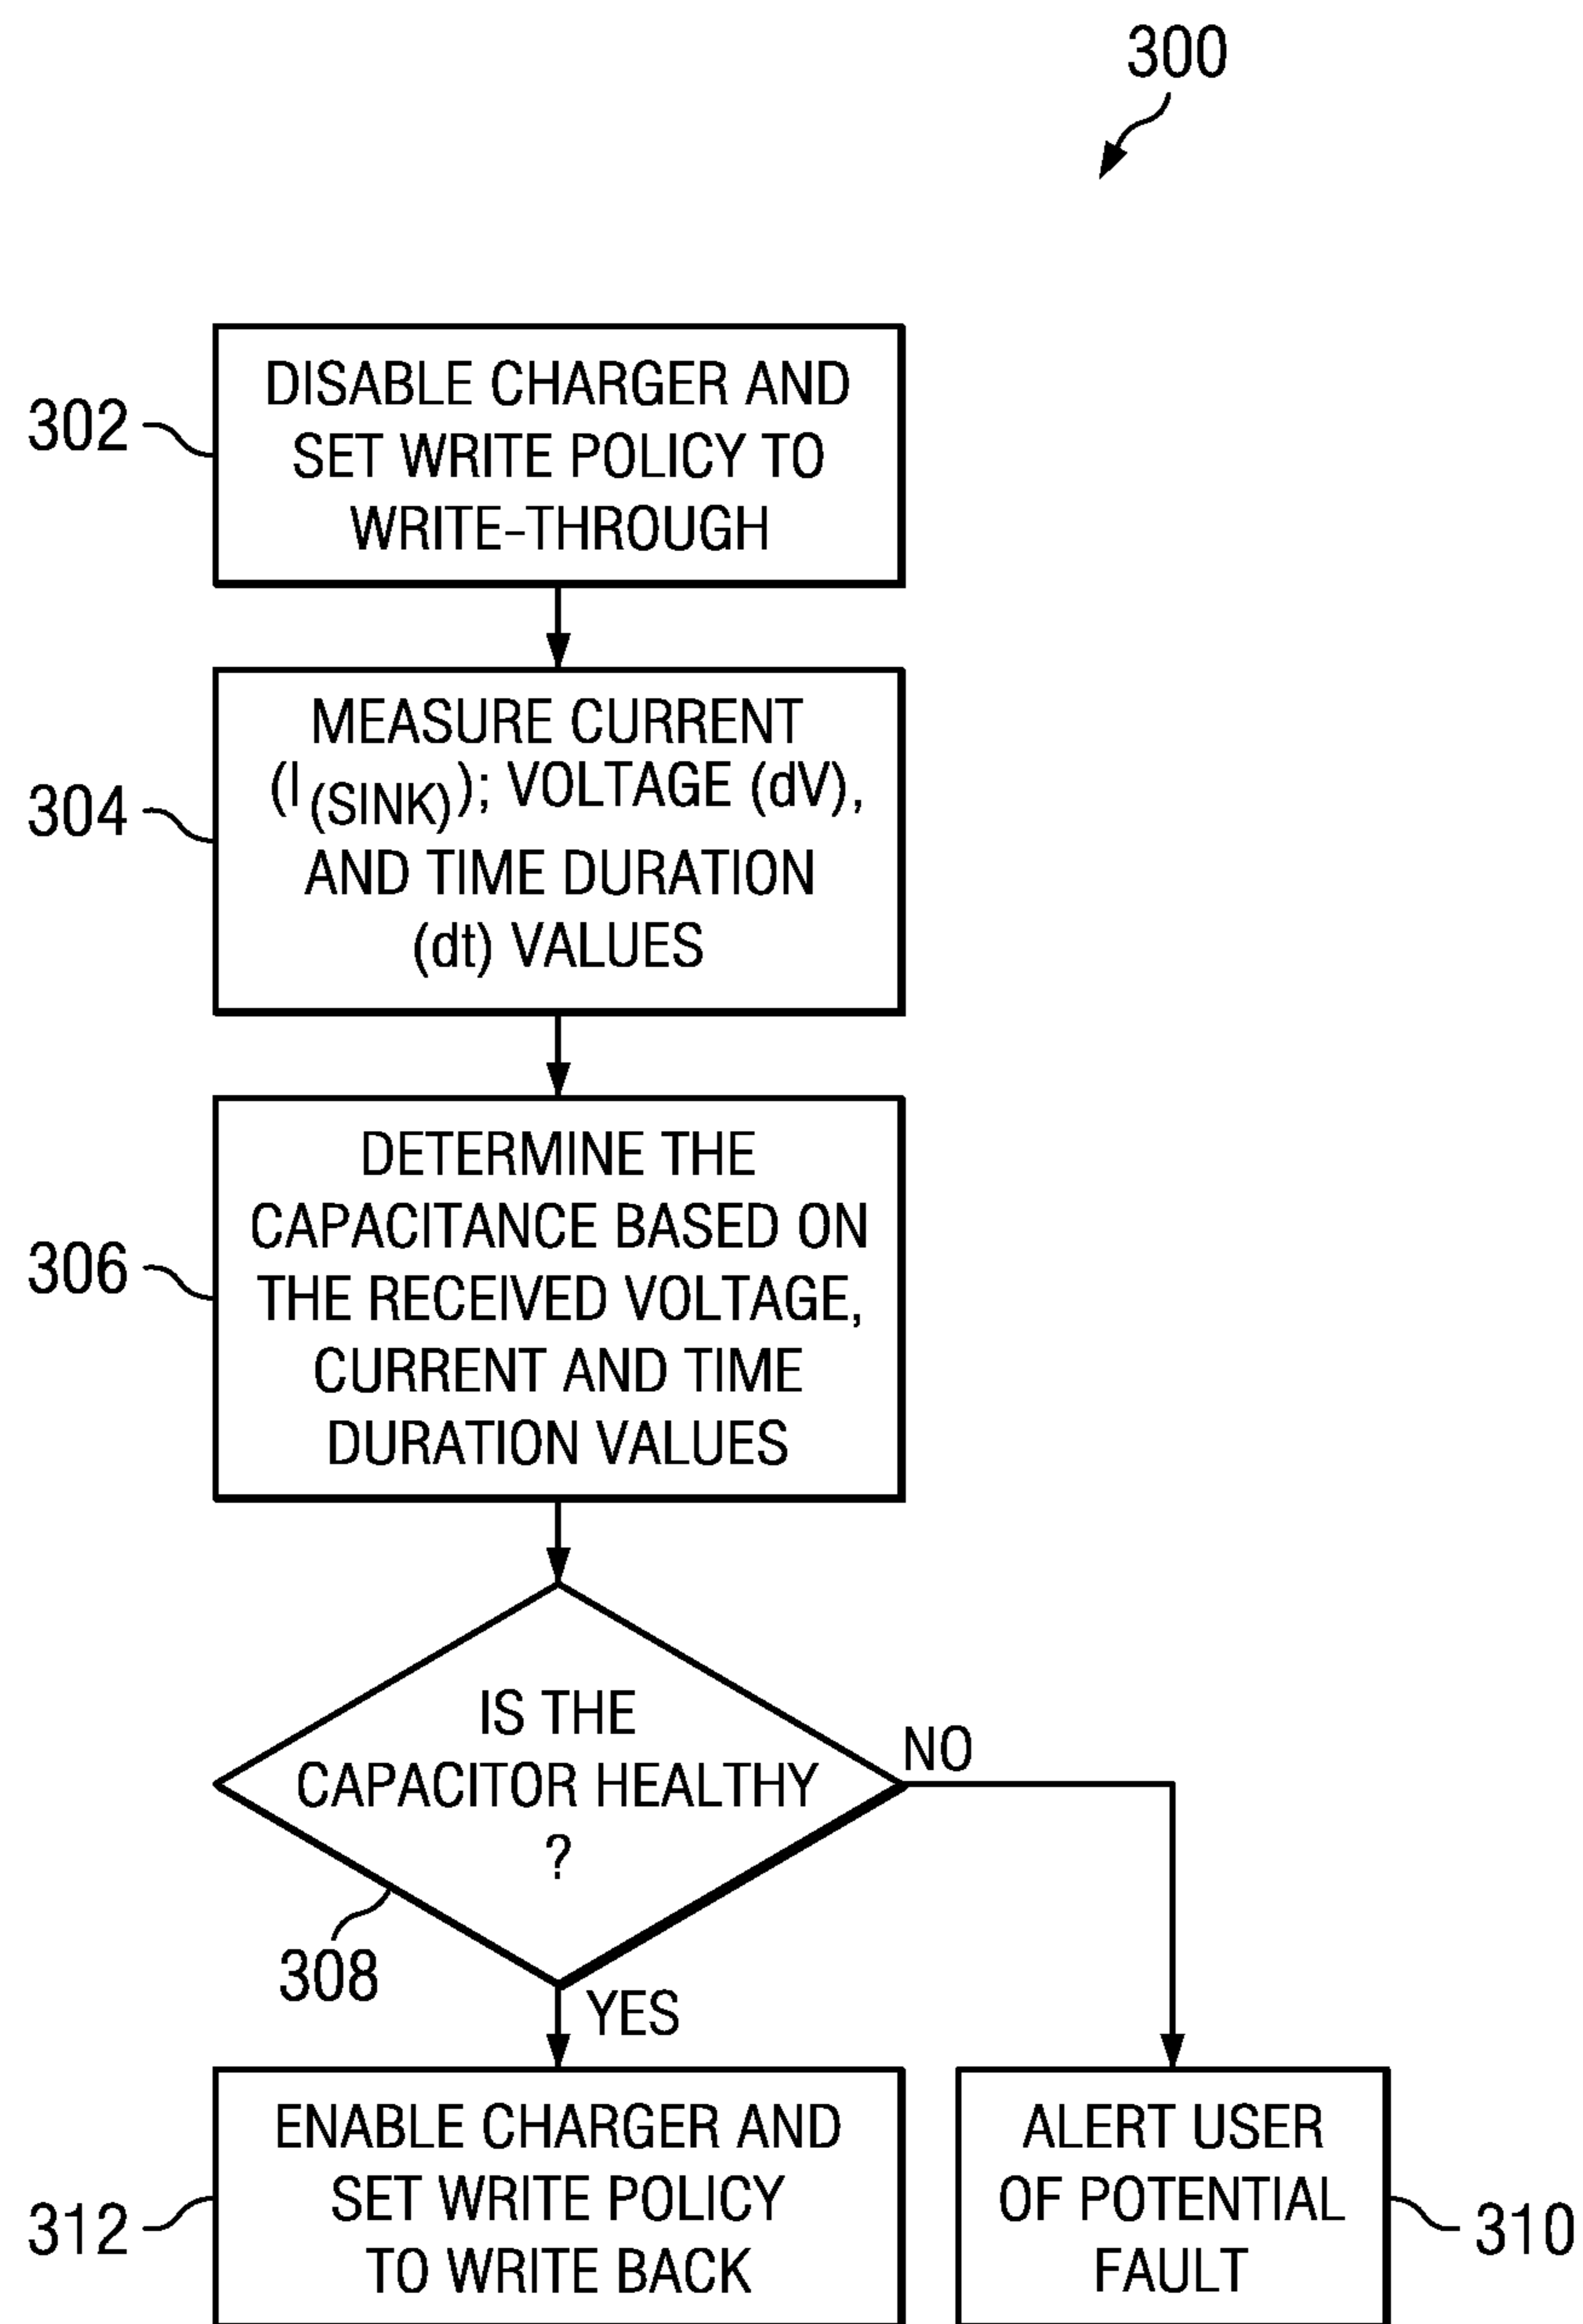 300
302
DISABLE CHARGER AND
SET WRITE POLICY TO
WRITE-THROUGH
304
MEASURE CURRENT
(I (SINK)); VOLTAGE (dV),
AND TIME DURATION
(dt) VALUES
306
DETERMINE THE
CAPACITANCE BASED ON
THE RECEIVED VOLTAGE,
CURRENT AND TIME
DURATION VALUES
IS THE
CAPACITOR HEALTHY
?
NO
308
YES
312
ENABLE CHARGER AND
SET WRITE POLICY
TO WRITE BACK
ALERT USER
OF POTENTIAL
FAULT
310